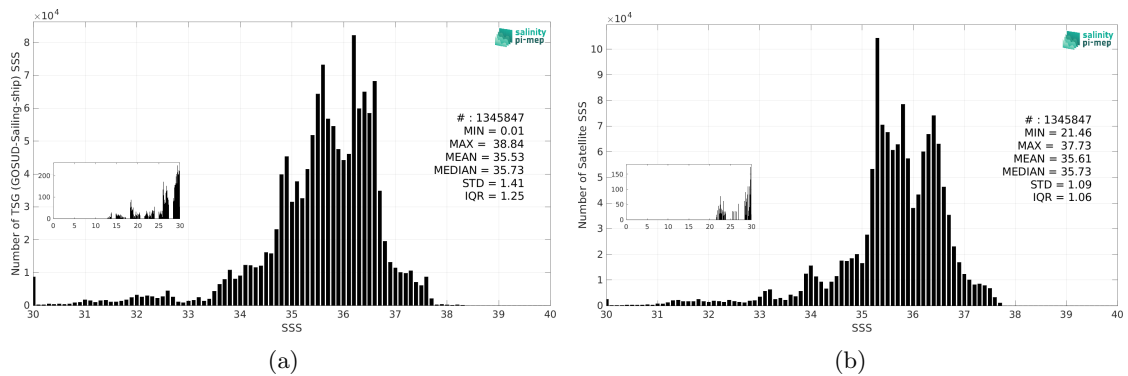 ×10⁴
Number of TSG (GOSUD-Sailing-ship) SSS
8
7
6
5
4
3
2
1
0
30 31 32 33 34 35 36 37 38 39 40
SSS
salinity
pi-mep
# : 1345847
MIN = 0.01
MAX = 38.84
MEAN = 35.53
MEDIAN = 35.73
STD = 1.41
IQR = 1.25
200
100
0
0 5 10 15 20 25 30
(a)
×10⁴
Number of Satellite SSS
10
9
8
7
6
5
4
3
2
1
0
30 31 32 33 34 35 36 37 38 39 40
SSS
salinity
pi-mep
# : 1345847
MIN = 21.46
MAX = 37.73
MEAN = 35.61
MEDIAN = 35.73
STD = 1.09
IQR = 1.06
150
100
50
0
0 5 10 15 20 25 30
(b)